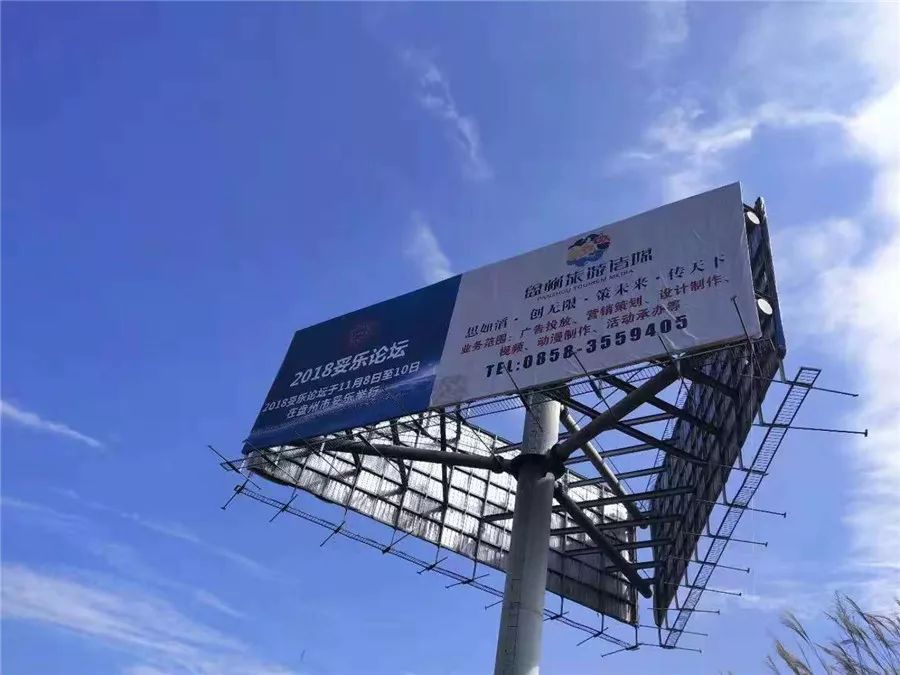 2018妥乐论坛
2018妥乐论坛于11月8日至10日
在盘州市妥乐举行
盘州旅游传媒
PANZHOU TOURISM MEDIA
思如滔·创无限·策未来·传天下
业务范围:广告投放、营销策划、设计制作、
视频、动漫制作、活动承办等
TEL:0858-3559405